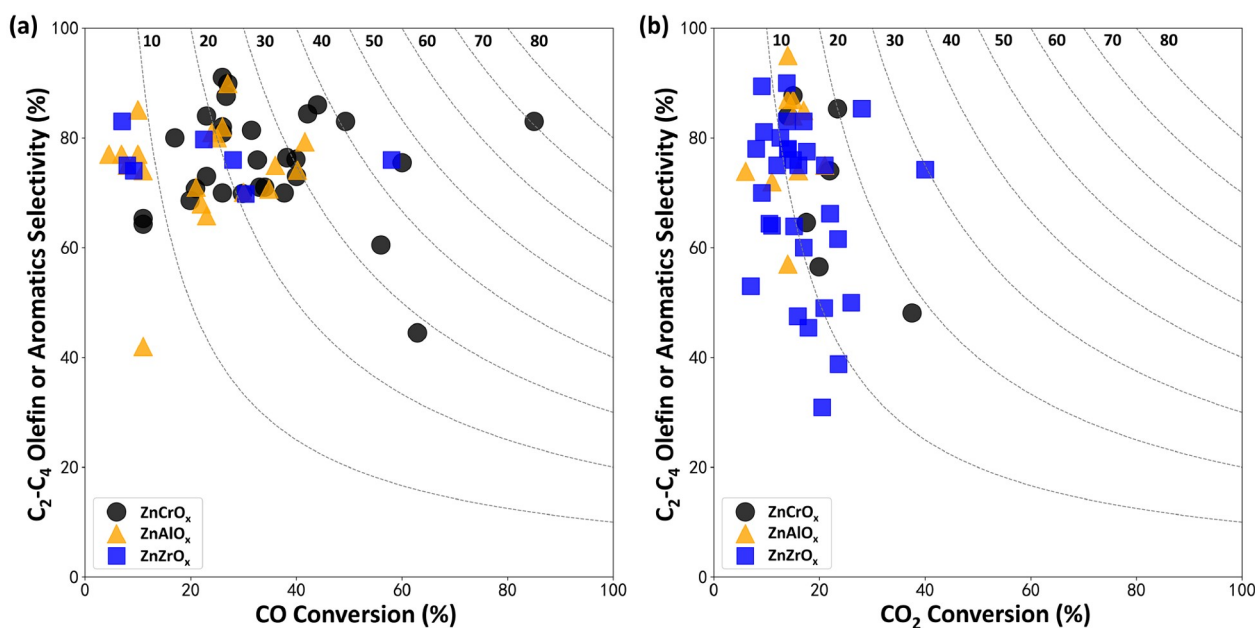 (a)
C₂-C₄ Olefin or Aromatics Selectivity (%)
100
80
60
40
20
0
10 20 30 40 50 60 70 80
ZnCrOₓ
ZnAlOₓ
ZnZrOₓ
0 20 40 60 80 100
CO Conversion (%)
(b)
C₂-C₄ Olefin or Aromatics Selectivity (%)
100
80
60
40
20
0
10 20 30 40 50 60 70 80
ZnCrOₓ
ZnAlOₓ
ZnZrOₓ
0 20 40 60 80 100
CO₂ Conversion (%)